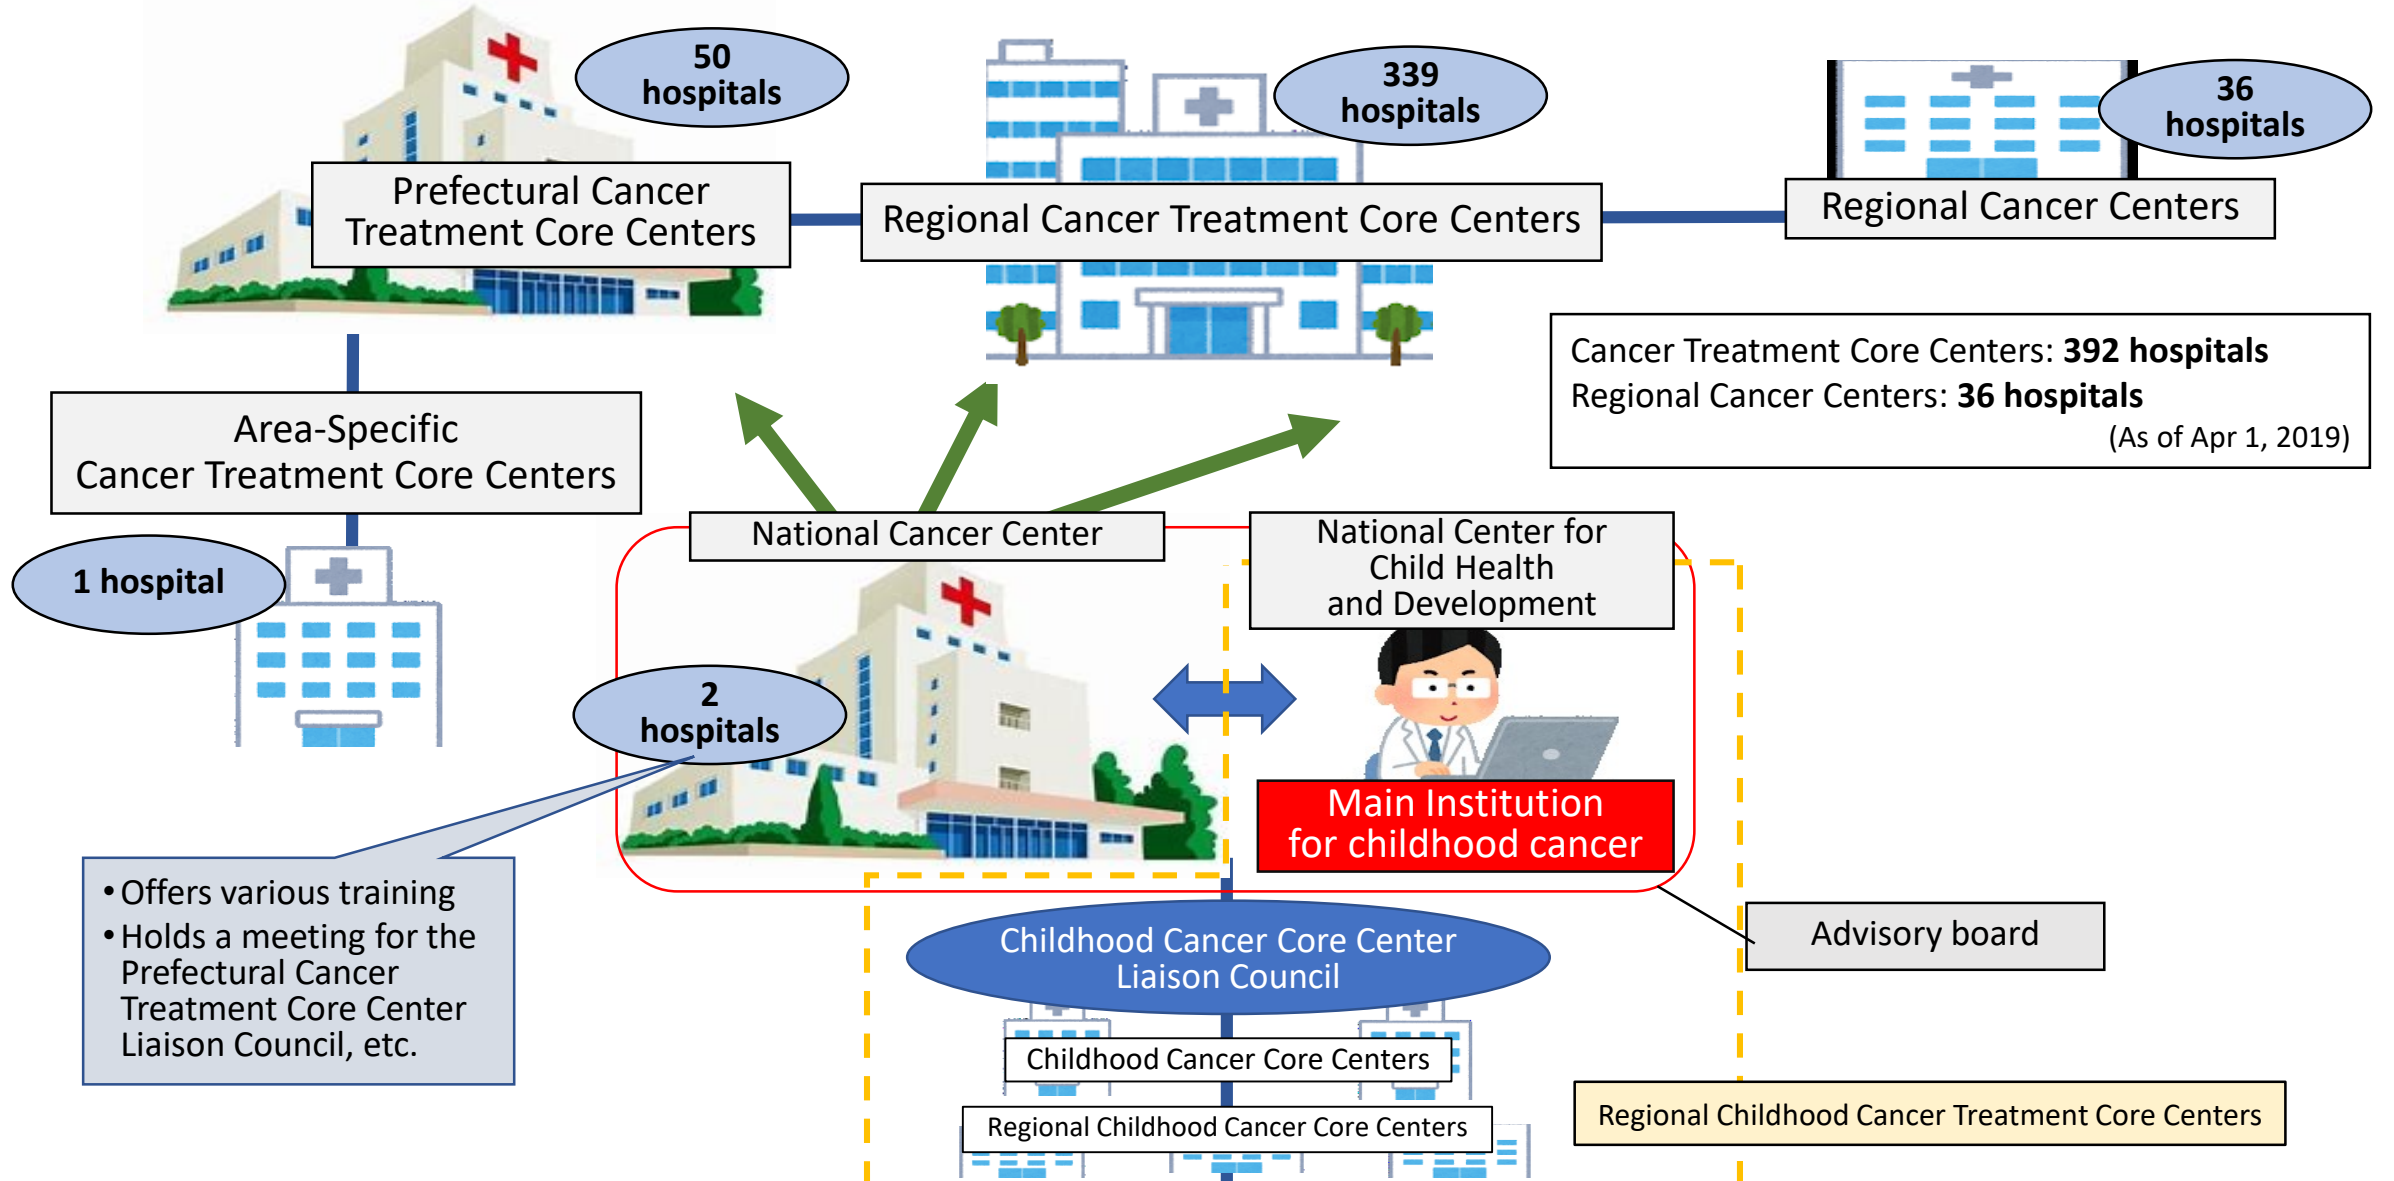 50
hospitals
339
hospitals
36
hospitals
Prefectural Cancer
Treatment Core Centers
Regional Cancer Treatment Core Centers
Regional Cancer Centers
Cancer Treatment Core Centers: 392 hospitals
Regional Cancer Centers: 36 hospitals
(As of Apr 1, 2019)
Area-Specific
Cancer Treatment Core Centers
1 hospital
National Cancer Center
National Center for
Child Health
and Development
2
hospitals
Main Institution
for childhood cancer
• Offers various training
• Holds a meeting for the
Prefectural Cancer
Treatment Core Center
Liaison Council, etc.
Advisory board
Childhood Cancer Core Center
Liaison Council
Childhood Cancer Core Centers
Regional Childhood Cancer Core Centers
Regional Childhood Cancer Treatment Core Centers